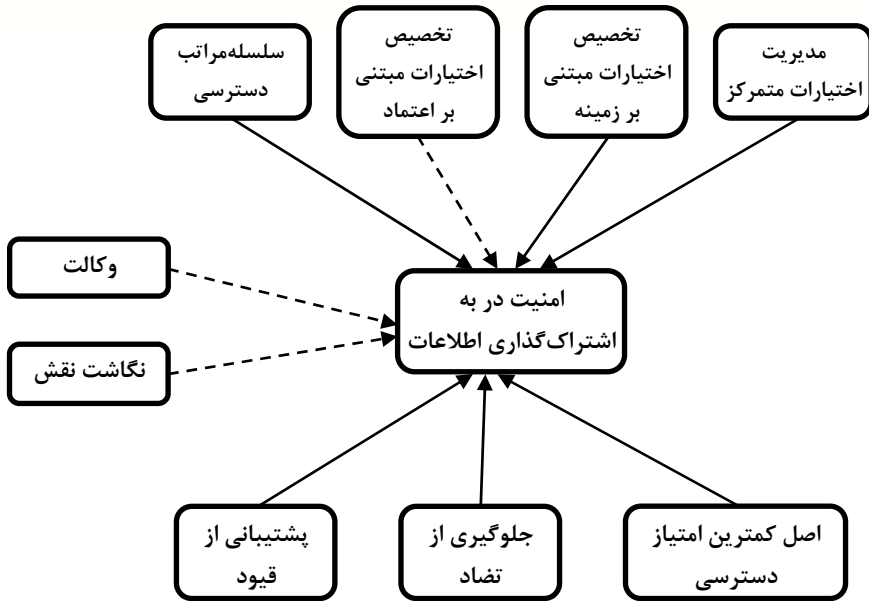 مدیریت
اختیارات متمرکز
تخصیص
اختیارات مبتنی
بر زمینه
تخصیص
اختیارات مبتنی
بر اعتماد
سلسله‌مراتب
دسترسی
وکالت
نگاشت نقش
امنیت در به
اشتراک‌گذاری اطلاعات
اصل کمترین امتیاز
دسترسی
جلوگیری از
تضاد
پشتیبانی از
قیود